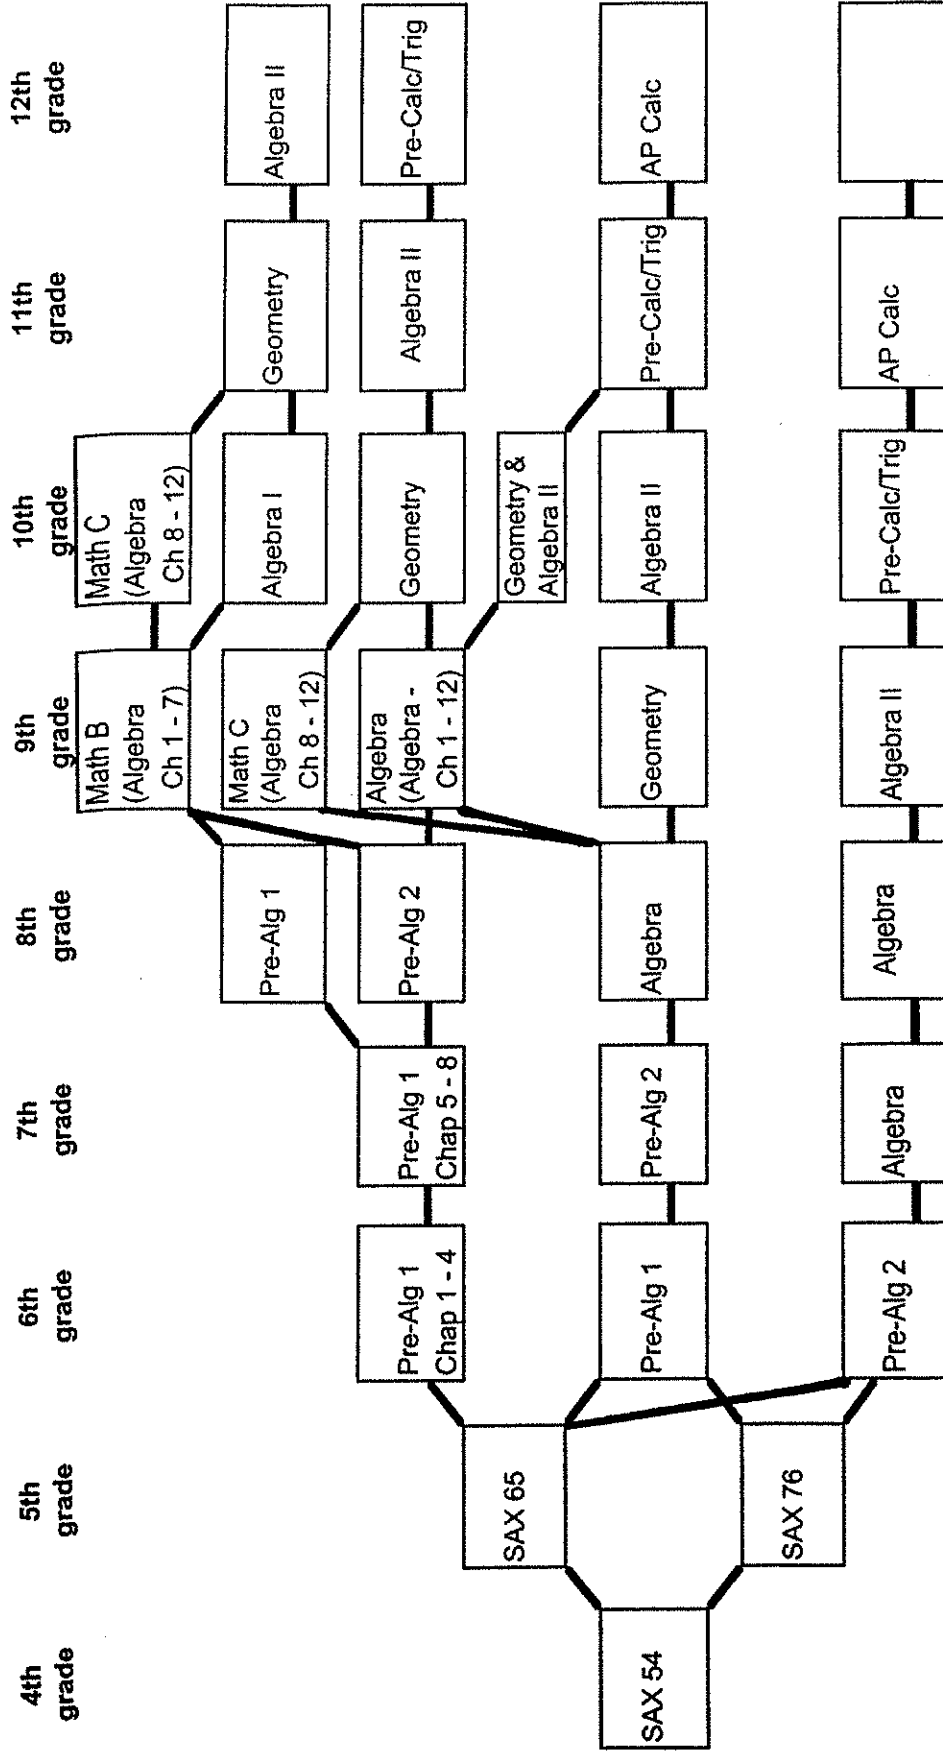 4th
grade
5th
grade
6th
grade
7th
grade
8th
grade
9th
grade
10th
grade
11th
grade
12th
grade
Math B
(Algebra
Ch 1 - 7)
Math C
(Algebra
Ch 8 - 12)
Pre-Alg 1
Math C
(Algebra
Ch 8 - 12)
Algebra I
Geometry
Algebra II
Pre-Alg 1
Chap 1 - 4
Pre-Alg 1
Chap 5 - 8
Pre-Alg 2
Algebra
(Algebra -
Ch 1 - 12)
Geometry
Algebra II
Pre-Calc/Trig
SAX 65
Geometry &
Algebra II
SAX 54
Pre-Alg 1
Pre-Alg 2
Algebra
Geometry
Algebra II
Pre-Calc/Trig
AP Calc
SAX 76
Pre-Alg 2
Algebra
Algebra
Algebra II
Pre-Calc/Trig
AP Calc